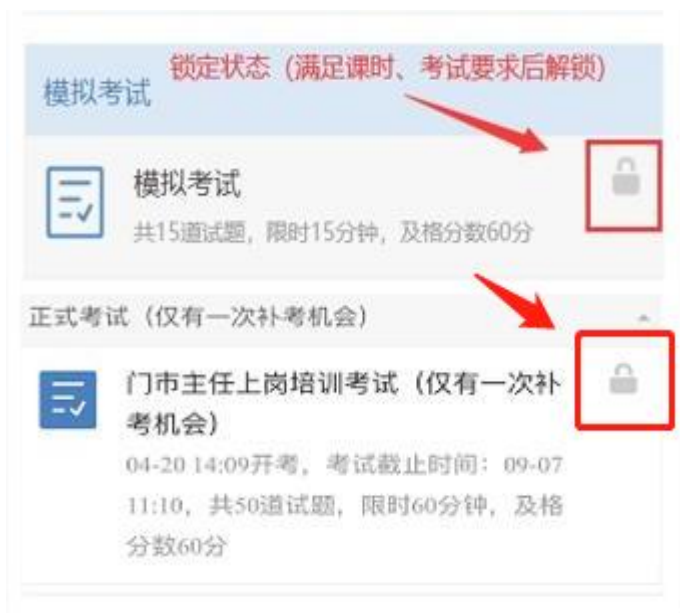 锁定状态（满足课时、考试要求后解锁）
模拟考试
模拟考试
共15道试题，限时15分钟，及格分数60分
正式考试（仅有一次补考机会）
门市主任上岗培训考试（仅有一次补
考机会）
04-20 14:09开考，考试截止时间：09-07
11:10，共50道试题，限时60分钟，及格
分数60分